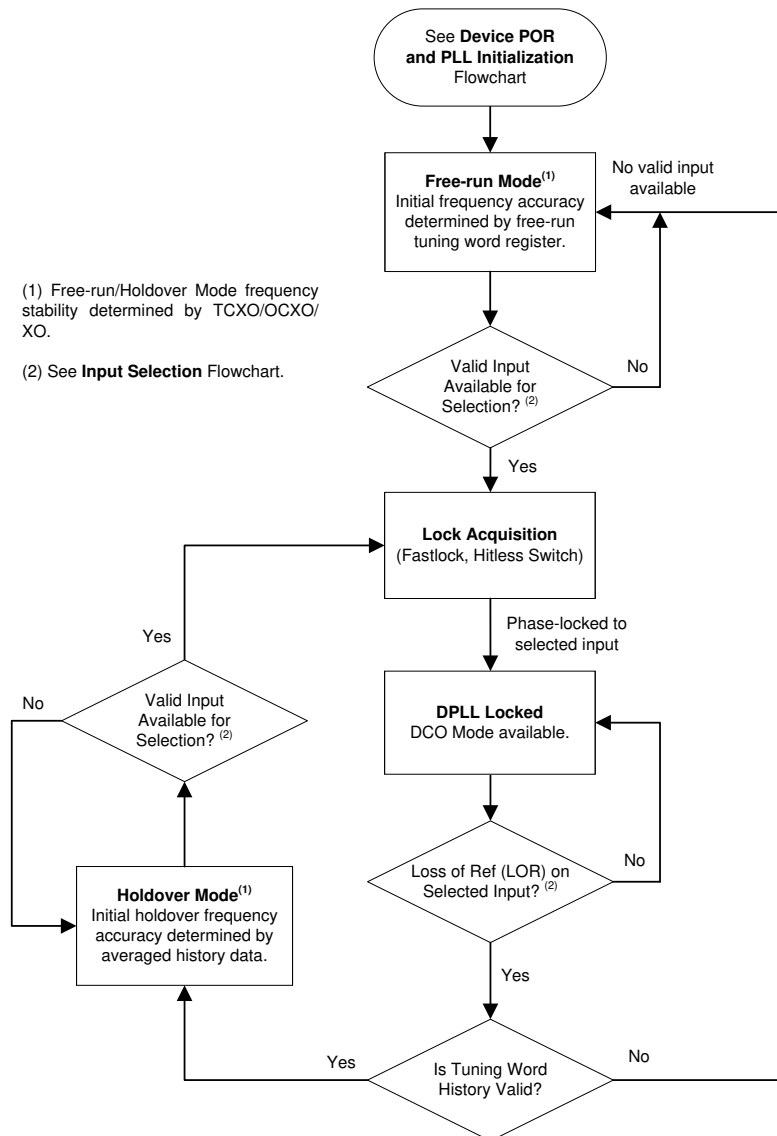 See Device POR
and PLL Initialization
Flowchart
No valid input
available
Free-run Mode(1)
Initial frequency accuracy
determined by free-run
tuning word register.
(1) Free-run/Holdover Mode frequency
stability determined by TCXO/OCXO/
XO.
(2) See Input Selection Flowchart.
Valid Input
Available for
Selection? (2)
No
Yes
Lock Acquisition
(Fastlock, Hitless Switch)
Phase-locked to
selected input
Yes
No
Valid Input
Available for
Selection? (2)
DPLL Locked
DCO Mode available.
Loss of Ref (LOR) on
Selected Input? (2)
No
Holdover Mode(1)
Initial holdover frequency
accuracy determined by
averaged history data.
Yes
Yes
Is Tuning Word
History Valid?
No